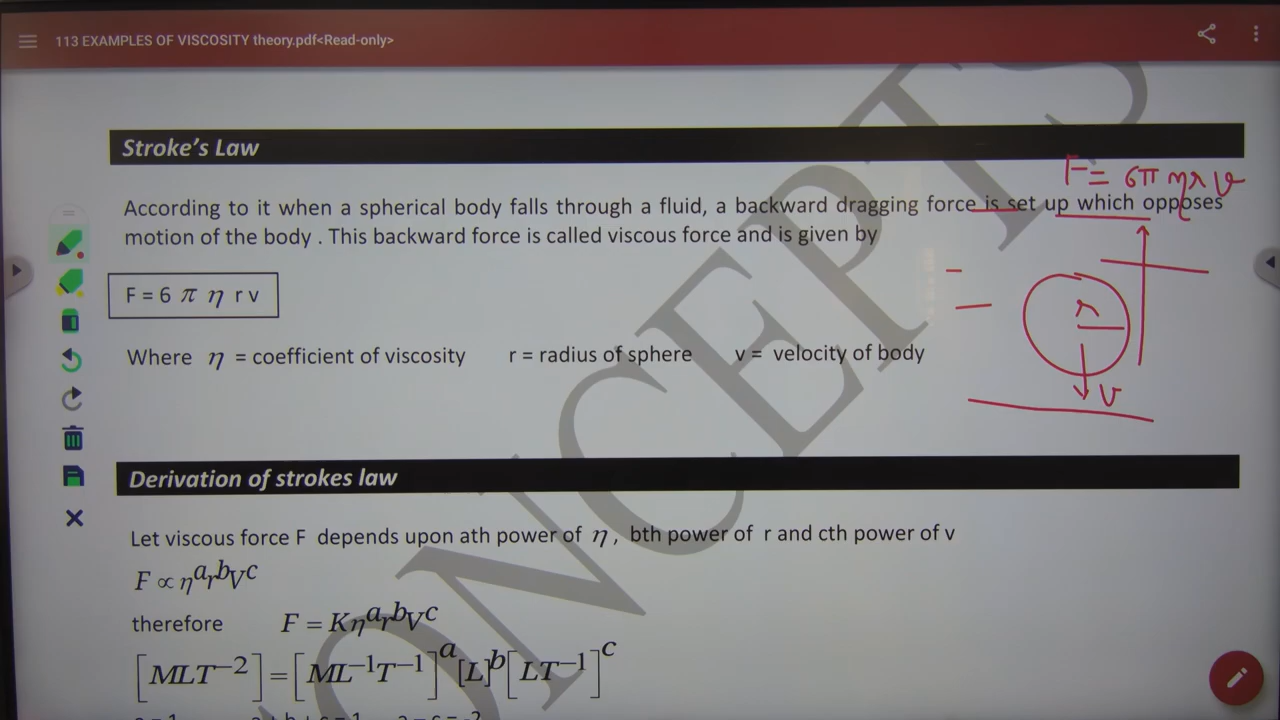 113 EXAMPLES OF VISCOSITY theory.pdf<Read-only>
Stroke's Law
F = 6π η r v
According to it when a spherical body falls through a fluid, a backward dragging force is set up which opposes
motion of the body . This backward force is called viscous force and is given by
F = 6 π η r v
r
v
Where η = coefficient of viscosity r = radius of sphere v = velocity of body
Derivation of strokes law
Let viscous force F depends upon ath power of η , bth power of r and cth power of v
F ∝ η^a r^b V^c
therefore F = Kη^a r^b V^c
[MLT^−2] = [ML^−1T^−1]^a [L]^b [LT^−1]^c
CONCEPTS